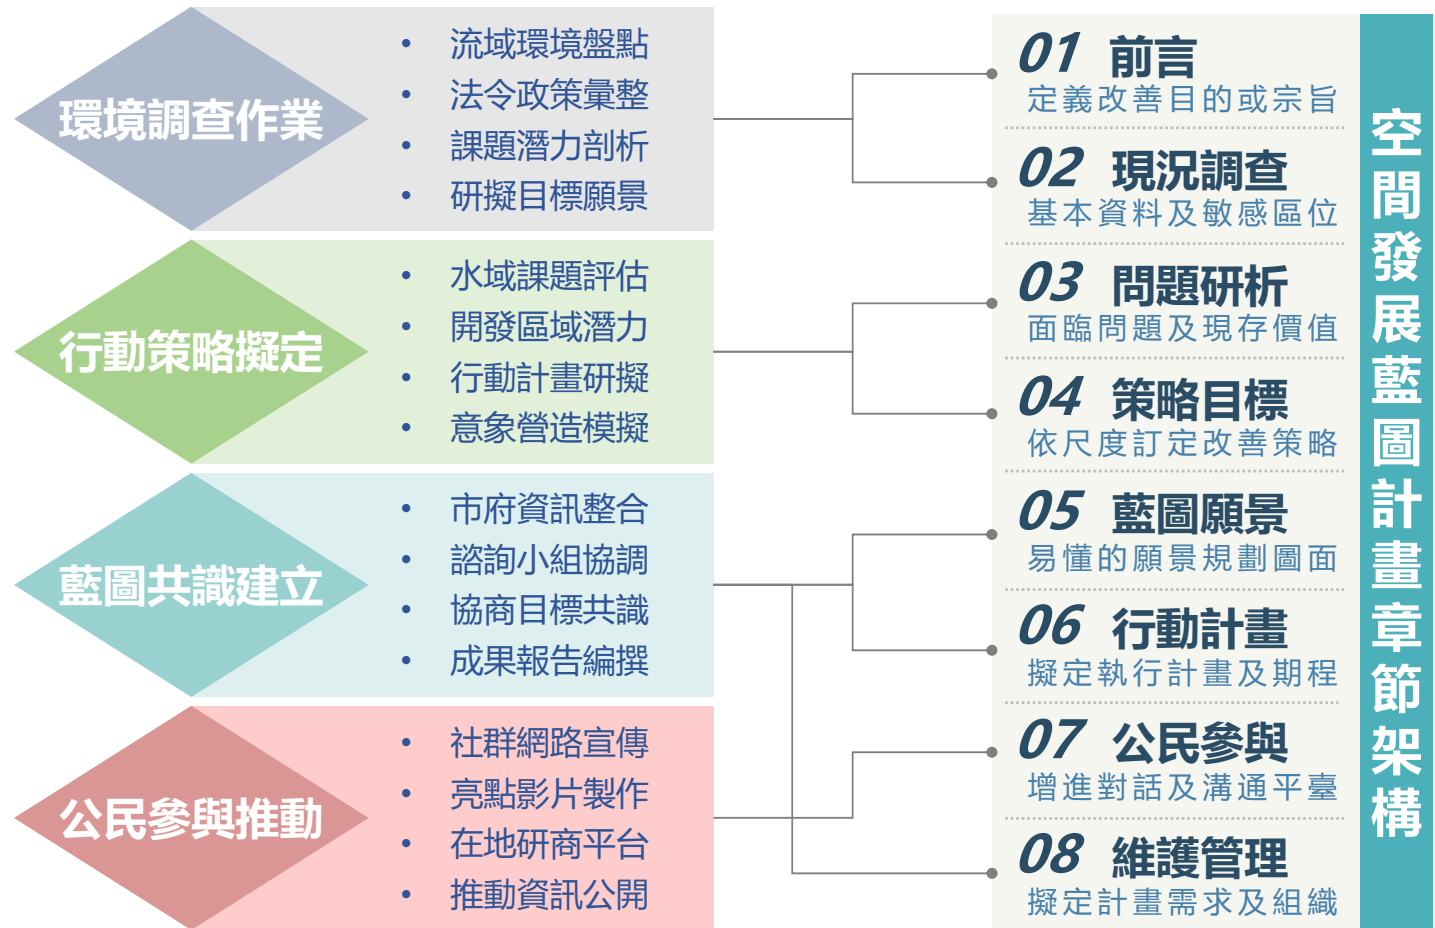 環境調查作業
• 流域環境盤點
• 法令政策彙整
• 課題潛力剖析
• 研擬目標願景
行動策略擬定
• 水域課題評估
• 開發區域潛力
• 行動計畫研擬
• 意象營造模擬
藍圖共識建立
• 市府資訊整合
• 諮詢小組協調
• 協商目標共識
• 成果報告編撰
公民參與推動
• 社群網路宣傳
• 亮點影片製作
• 在地研商平台
• 推動資訊公開
01 前言
定義改善目的或宗旨
02 現況調查
基本資料及敏感區位
03 問題研析
面臨問題及現存價值
04 策略目標
依尺度訂定改善策略
05 藍圖願景
易懂的願景規劃圖面
06 行動計畫
擬定執行計畫及期程
07 公民參與
增進對話及溝通平臺
08 維護管理
擬定計畫需求及組織
空間發展藍圖計畫章節架構